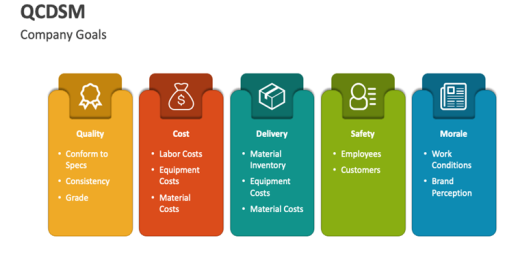 QCDSM
Company Goals
Quality
• Conform to
Specs
• Consistency
• Grade
Cost
• Labor Costs
• Equipment
Costs
• Material
Costs
Delivery
• Material
Inventory
• Equipment
Costs
• Material Costs
Safety
• Employees
• Customers
Morale
• Work
Conditions
• Brand
Perception